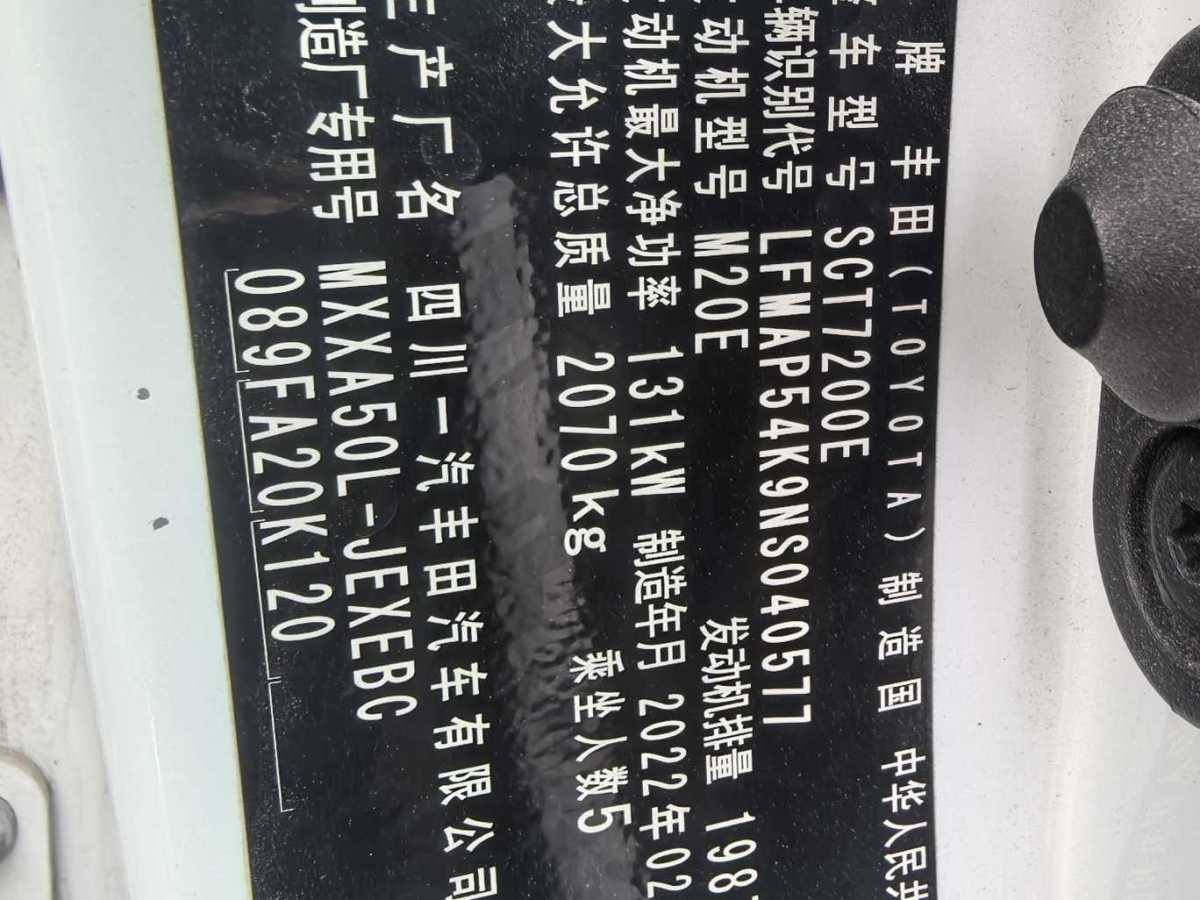 牌 丰田(TOYOTA) 制造国 中华人民共
车型号 SCT7200E
辆识别代号 LFMAP54K9NS040577
动机型号 M20E 发动机排量 198
动机最大净功率 131kW 制造年月 2022年02
大允许总质量 2070kg 乘坐人数5
产厂名 四川一汽丰田汽车有限公司
造厂专用号 MXXA50L-JEXEBC
089FA20K120